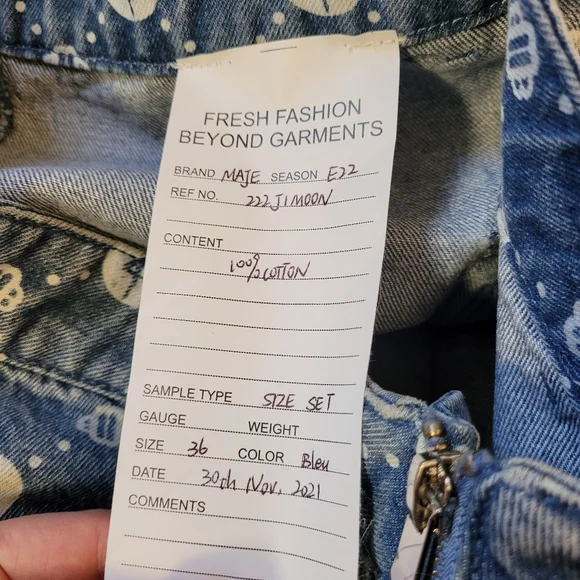 FRESH FASHION
BEYOND GARMENTS
BRAND MAJE SEASON E22
REF NO. 222JIMOON
CONTENT
100% COTTON
SAMPLE TYPE SIZE SET
GAUGE WEIGHT
SIZE 36 COLOR Bleu
DATE 30th Nov, 2021
COMMENTS